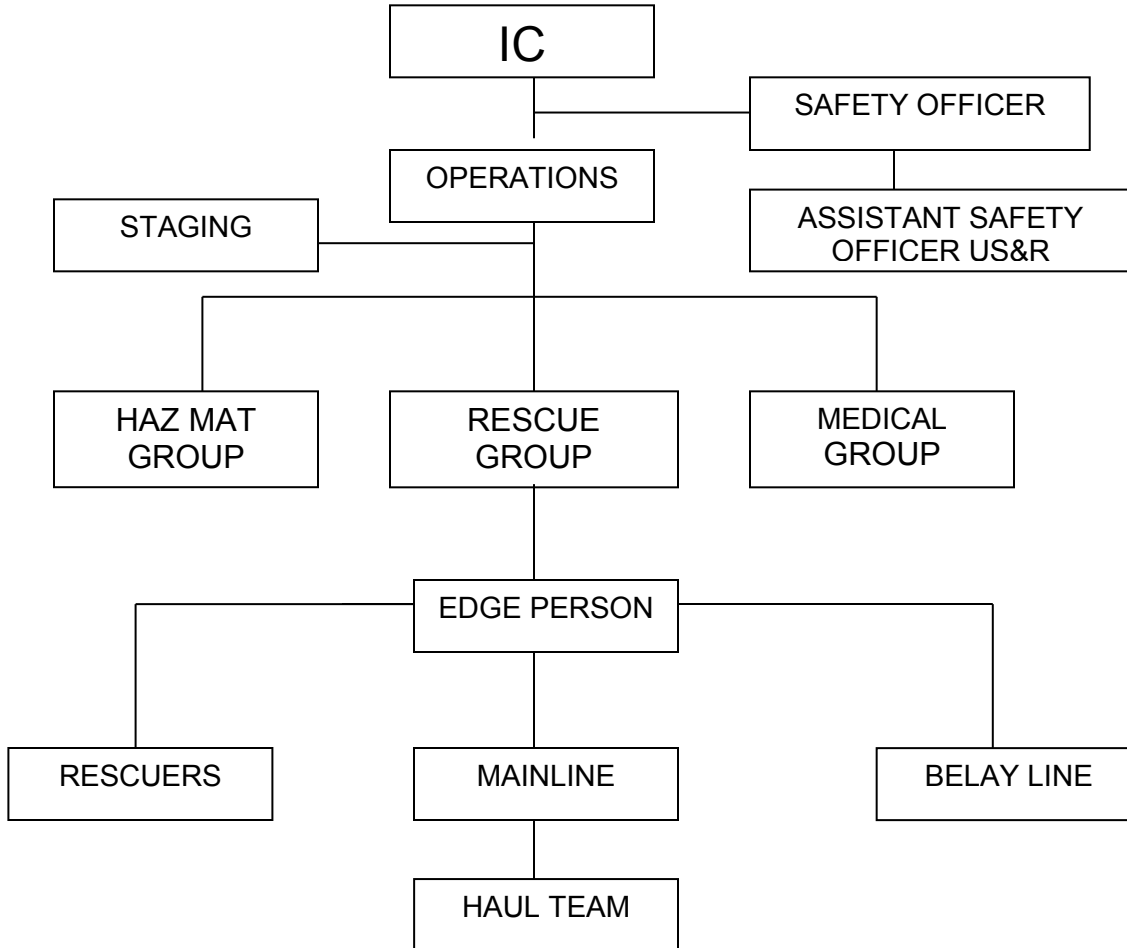 IC
SAFETY OFFICER
OPERATIONS
STAGING
ASSISTANT SAFETY
OFFICER US&R
HAZ MAT
GROUP
RESCUE
GROUP
MEDICAL
GROUP
EDGE PERSON
RESCUERS
MAINLINE
BELAY LINE
HAUL TEAM